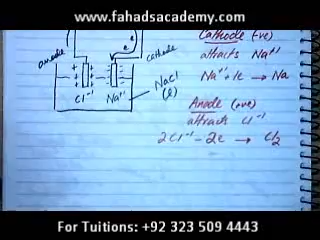 www.fahadsacademy.com
Cathode (-ve)
attracts Na⁺¹
Na⁺¹ + 1e → Na
Anode (+ve)
attract Cl⁻¹
2Cl⁻¹ - 2e → Cl₂
anode
e
e
cathode
Cl⁻¹
Na⁺¹
NaCl
(l)
For Tuitions: +92 323 509 4443